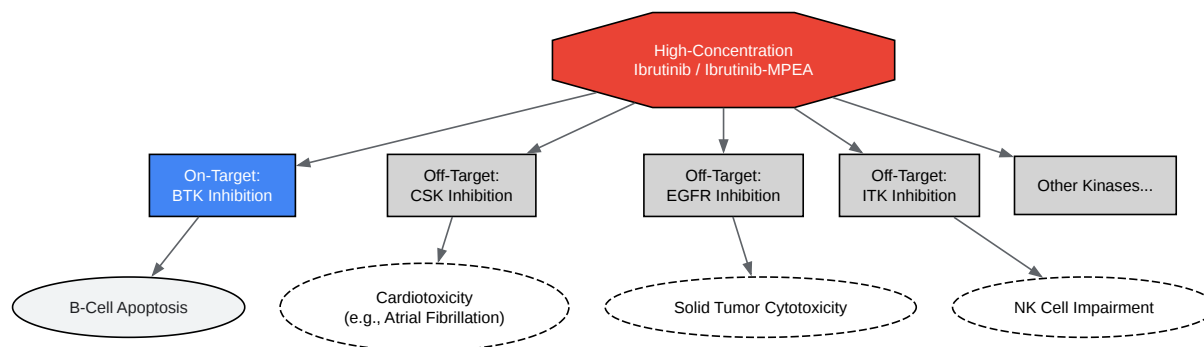 High-Concentration
Ibrutinib / Ibrutinib-MPEA
On-Target:
BTK Inhibition
Off-Target:
CSK Inhibition
Off-Target:
EGFR Inhibition
Off-Target:
ITK Inhibition
Other Kinases...
B-Cell Apoptosis
Cardiotoxicity
(e.g., Atrial Fibrillation)
Solid Tumor Cytotoxicity
NK Cell Impairment